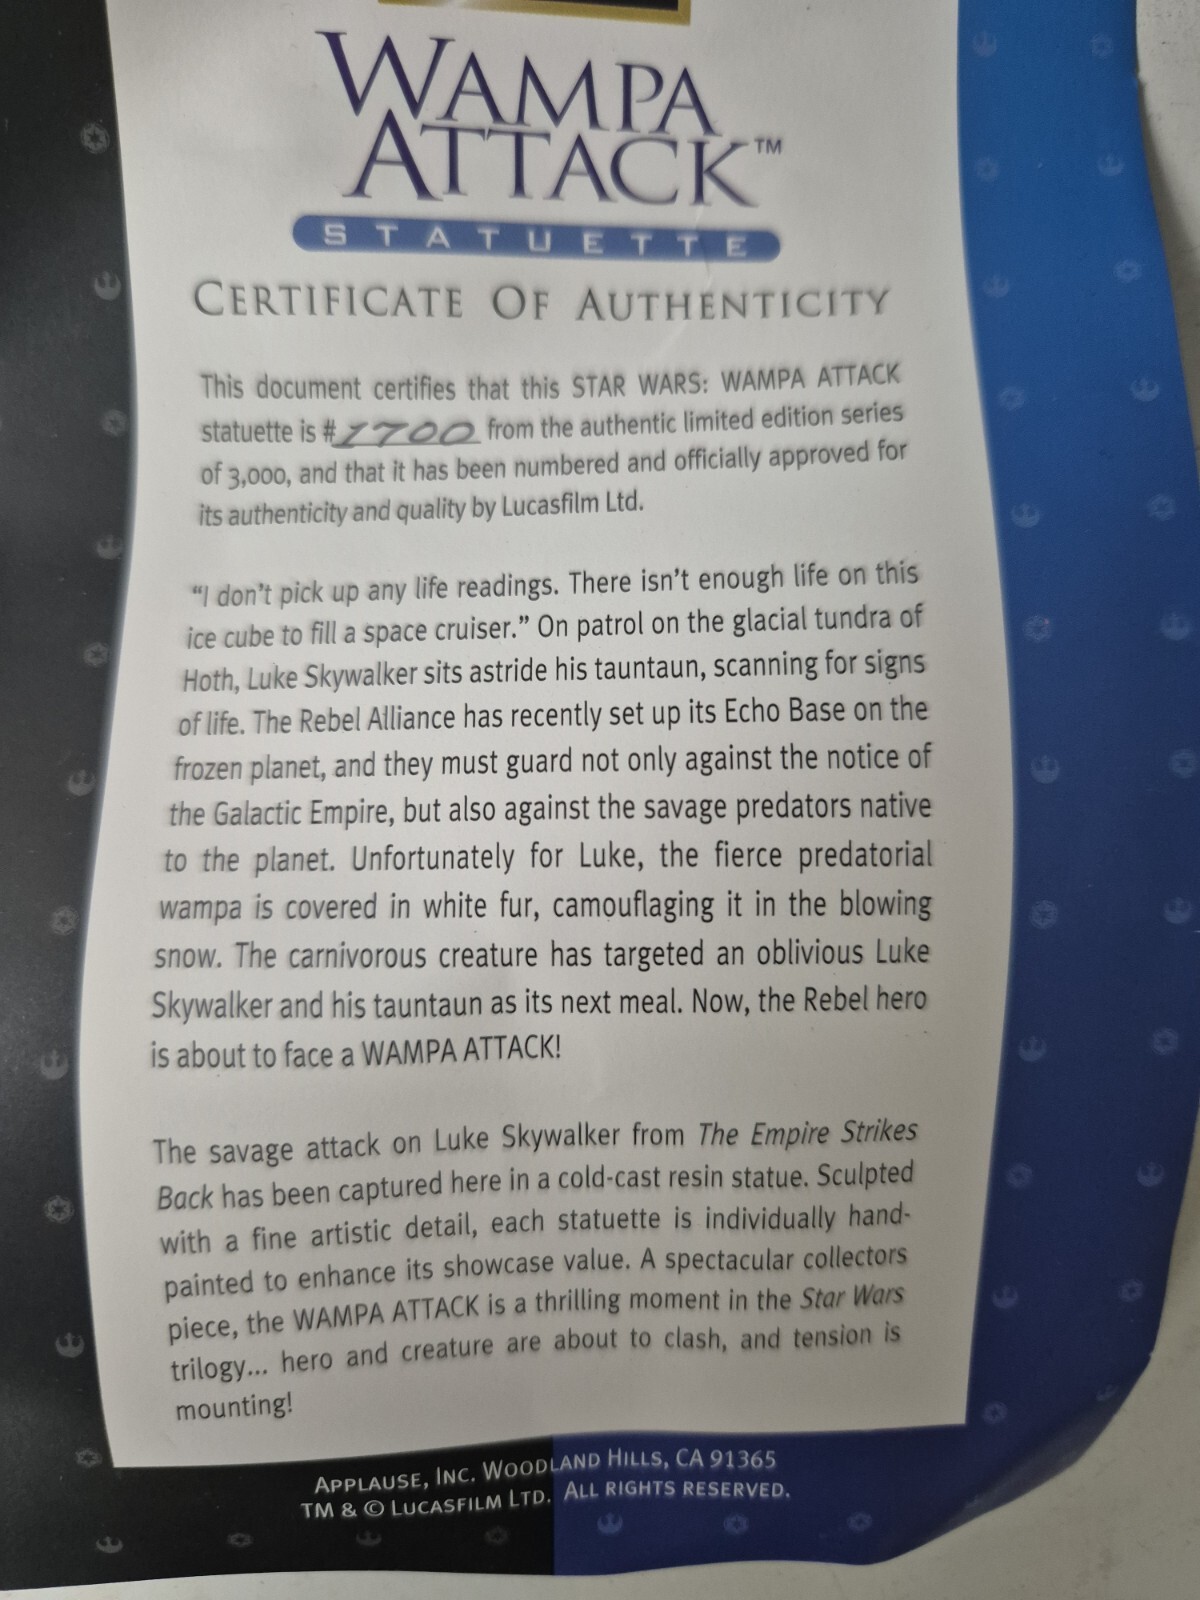 WAMPA
ATTACK™
STATUETTE
CERTIFICATE OF AUTHENTICITY
This document certifies that this STAR WARS: WAMPA ATTACK
statuette is #1700 from the authentic limited edition series
of 3,000, and that it has been numbered and officially approved for
its authenticity and quality by Lucasfilm Ltd.
“I don’t pick up any life readings. There isn’t enough life on this
ice cube to fill a space cruiser.” On patrol on the glacial tundra of
Hoth, Luke Skywalker sits astride his tauntaun, scanning for signs
of life. The Rebel Alliance has recently set up its Echo Base on the
frozen planet, and they must guard not only against the notice of
the Galactic Empire, but also against the savage predators native
to the planet. Unfortunately for Luke, the fierce predatorial
wampa is covered in white fur, camouflaging it in the blowing
snow. The carnivorous creature has targeted an oblivious Luke
Skywalker and his tauntaun as its next meal. Now, the Rebel hero
is about to face a WAMPA ATTACK!
The savage attack on Luke Skywalker from The Empire Strikes
Back has been captured here in a cold-cast resin statue. Sculpted
with a fine artistic detail, each statuette is individually hand-
painted to enhance its showcase value. A spectacular collectors
piece, the WAMPA ATTACK is a thrilling moment in the Star Wars
trilogy... hero and creature are about to clash, and tension is
mounting!
APPLAUSE, INC. WOODLAND HILLS, CA 91365
TM & © LUCASFILM LTD. ALL RIGHTS RESERVED.